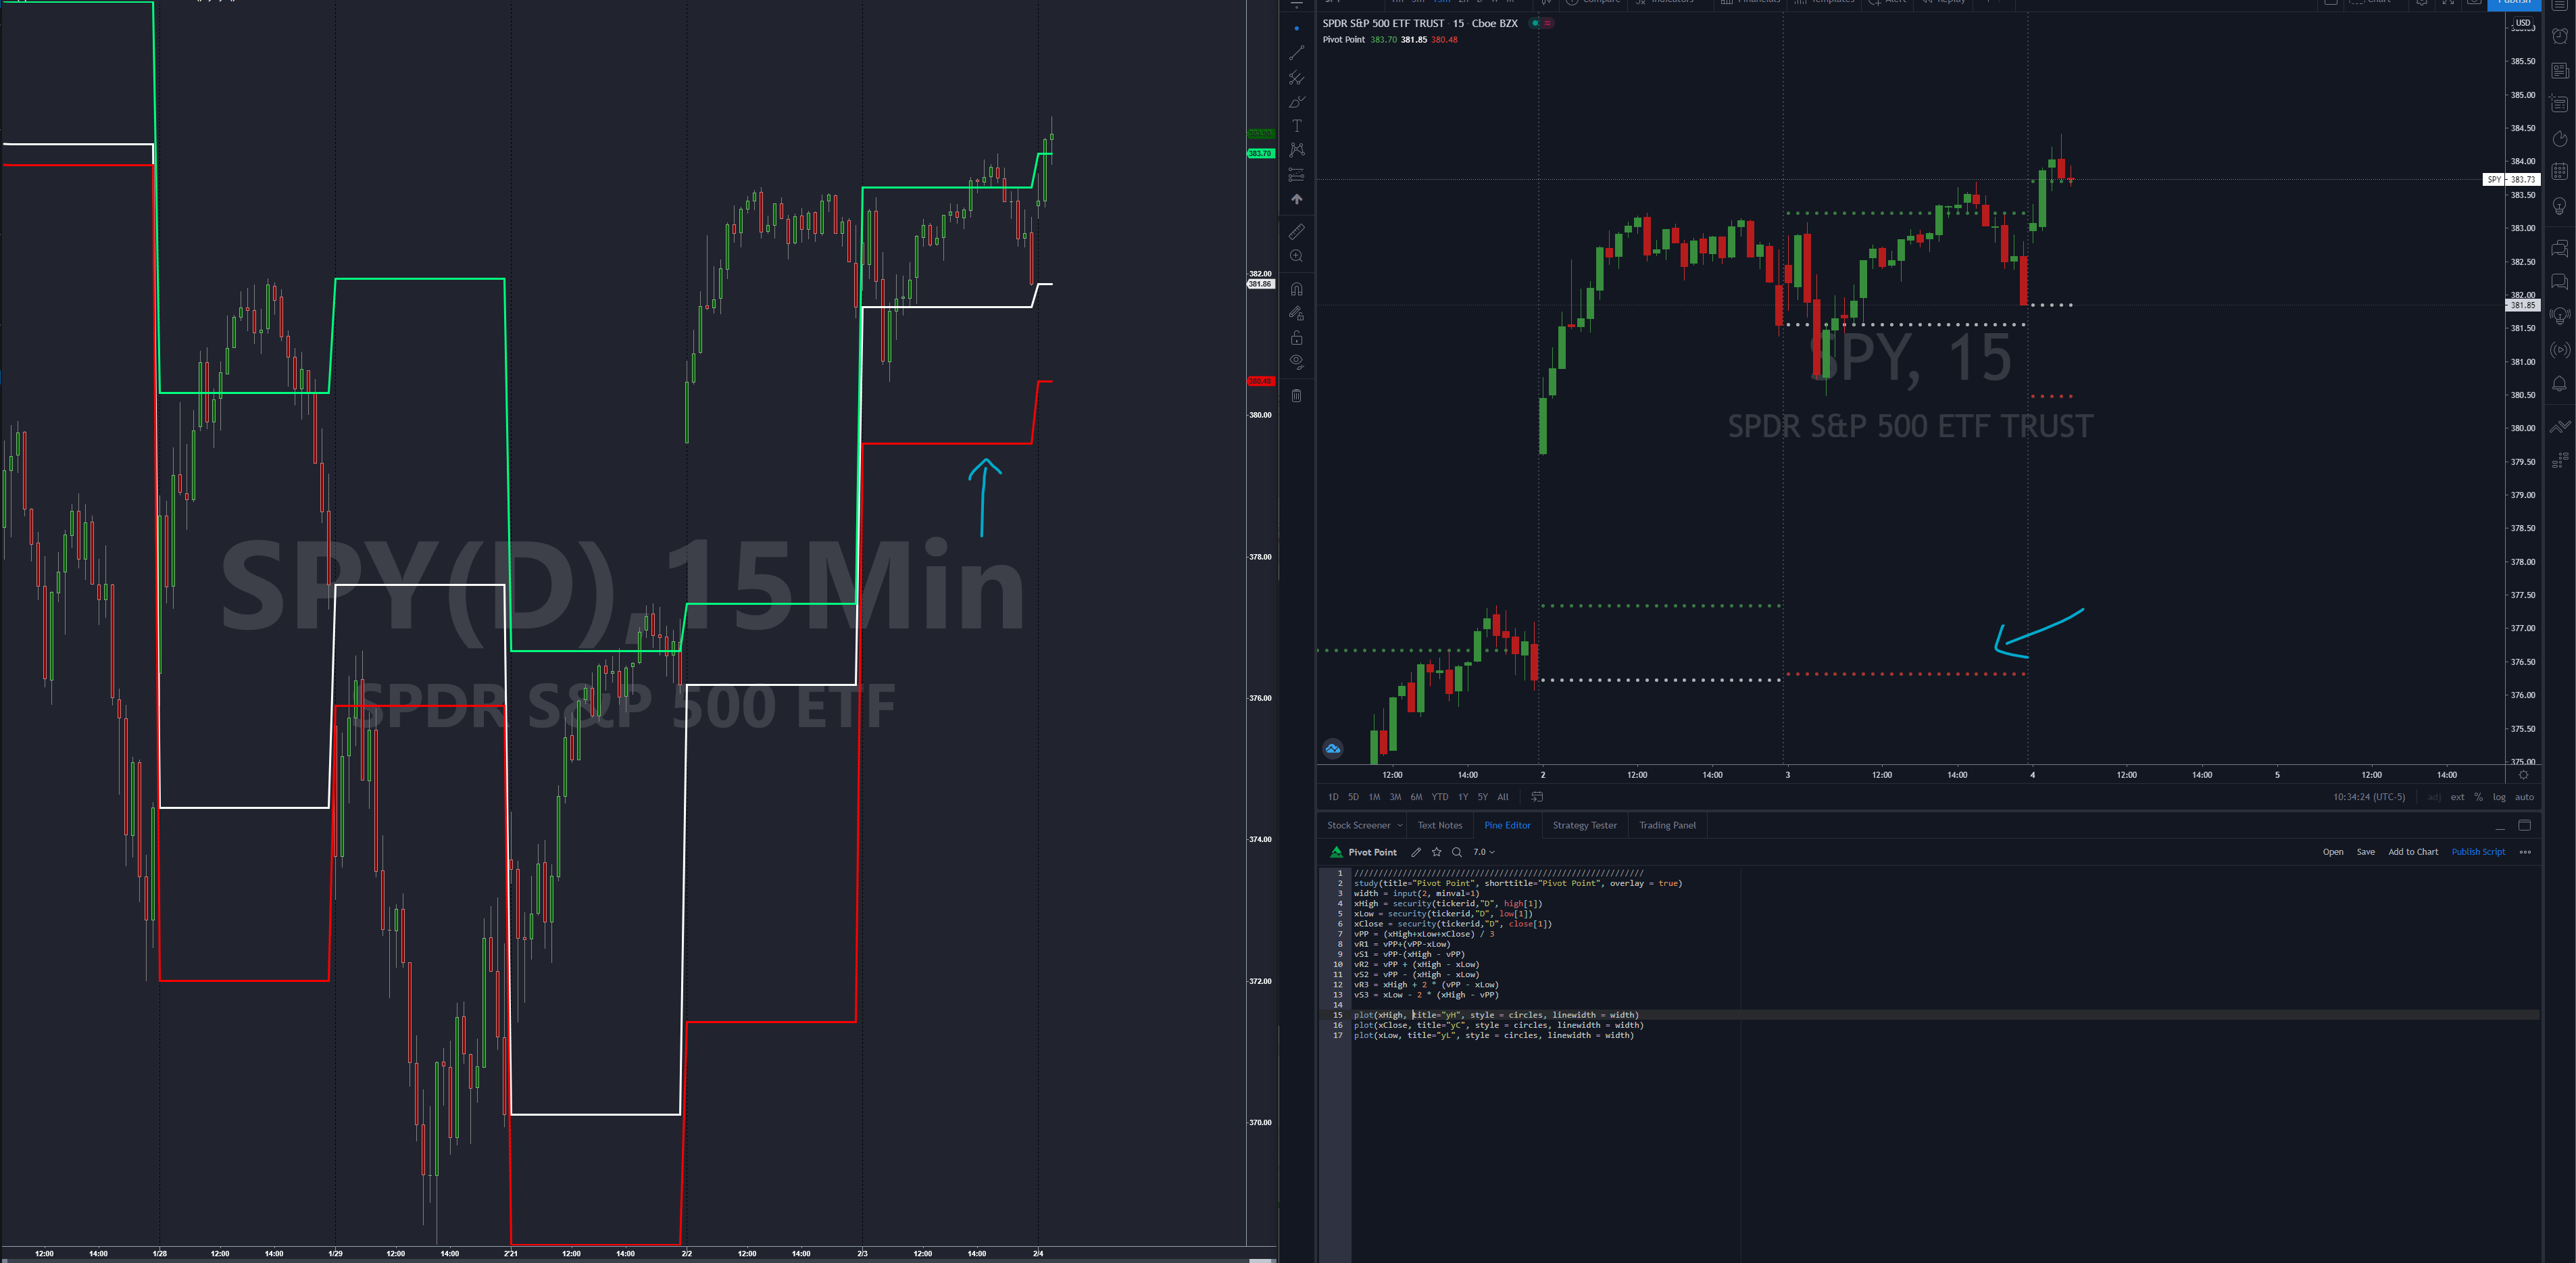 SPY(D),15Min
SPDR S&P 500 ETF
383.70
382.00
381.86
380.48
380.00
378.00
376.00
374.00
372.00
370.00
12:00 14:00 1/28 12:00 14:00 1/29 12:00 14:00 2/1 12:00 14:00 2/2 12:00 14:00 2/3 12:00 14:00 2/4
SPDR S&P 500 ETF TRUST · 15 · Cboe BZX
Pivot Point 383.70 381.85 380.48
USD
385.50
385.00
384.50
384.00
SPY 383.73
383.50
383.00
382.50
382.00
381.85
381.50
381.00
380.50
380.00
379.50
379.00
378.50
378.00
377.50
377.00
376.50
376.00
375.50
375.00
SPY, 15
SPDR S&P 500 ETF TRUST
12:00 14:00 2 12:00 14:00 3 12:00 14:00 4 12:00 14:00 5 12:00 14:00
1D 5D 1M 3M 6M YTD 1Y 5Y All
10:34:24 (UTC-5) adj ext % log auto
Stock Screener Text Notes Pine Editor Strategy Tester Trading Panel
Pivot Point 7.0 Open Save Add to Chart Publish Script
1 ////////////////////////////////////////////////////////////
2 study(title="Pivot Point", shorttitle="Pivot Point", overlay = true)
3 width = input(2, minval=1)
4 xHigh = security(tickerid,"D", high[1])
5 xLow = security(tickerid,"D", low[1])
6 xClose = security(tickerid,"D", close[1])
7 vPP = (xHigh+xLow+xClose) / 3
8 vR1 = vPP+(vPP-xLow)
9 vS1 = vPP-(xHigh - vPP)
10 vR2 = vPP + (xHigh - xLow)
11 vS2 = vPP - (xHigh - xLow)
12 vR3 = xHigh + 2 * (vPP - xLow)
13 vS3 = xLow - 2 * (xHigh - vPP)
14
15 plot(xHigh, title="yH", style = circles, linewidth = width)
16 plot(xClose, title="yC", style = circles, linewidth = width)
17 plot(xLow, title="yL", style = circles, linewidth = width)